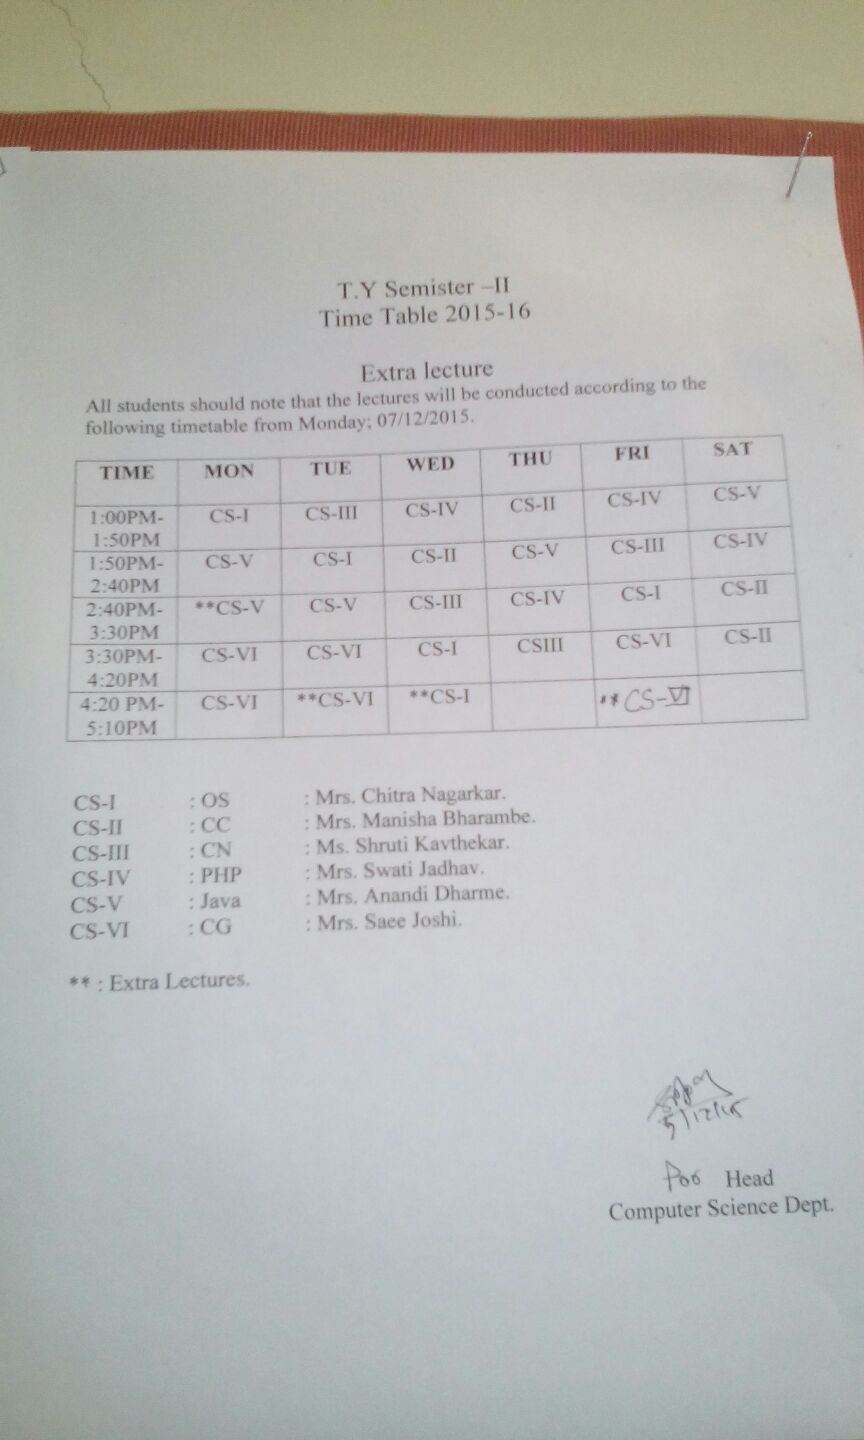 T.Y Semister –II
Time Table 2015-16
Extra lecture
All students should note that the lectures will be conducted according to the
following timetable from Monday; 07/12/2015.
TIME MON TUE WED THU FRI SAT
1:00PM-1:50PM CS-I CS-III CS-IV CS-II CS-IV CS-V
1:50PM-2:40PM CS-V CS-I CS-II CS-V CS-III CS-IV
2:40PM-3:30PM **CS-V CS-V CS-III CS-IV CS-I CS-II
3:30PM-4:20PM CS-VI CS-VI CS-I CSIII CS-VI CS-II
4:20 PM-5:10PM CS-VI **CS-VI **CS-I **CS-VI
CS-I : OS : Mrs. Chitra Nagarkar.
CS-II : CC : Mrs. Manisha Bharambe.
CS-III : CN : Ms. Shruti Kavthekar.
CS-IV : PHP : Mrs. Swati Jadhav.
CS-V : Java : Mrs. Anandi Dharme.
CS-VI : CG : Mrs. Saee Joshi.
** : Extra Lectures.
5/12/15
Head
Computer Science Dept.